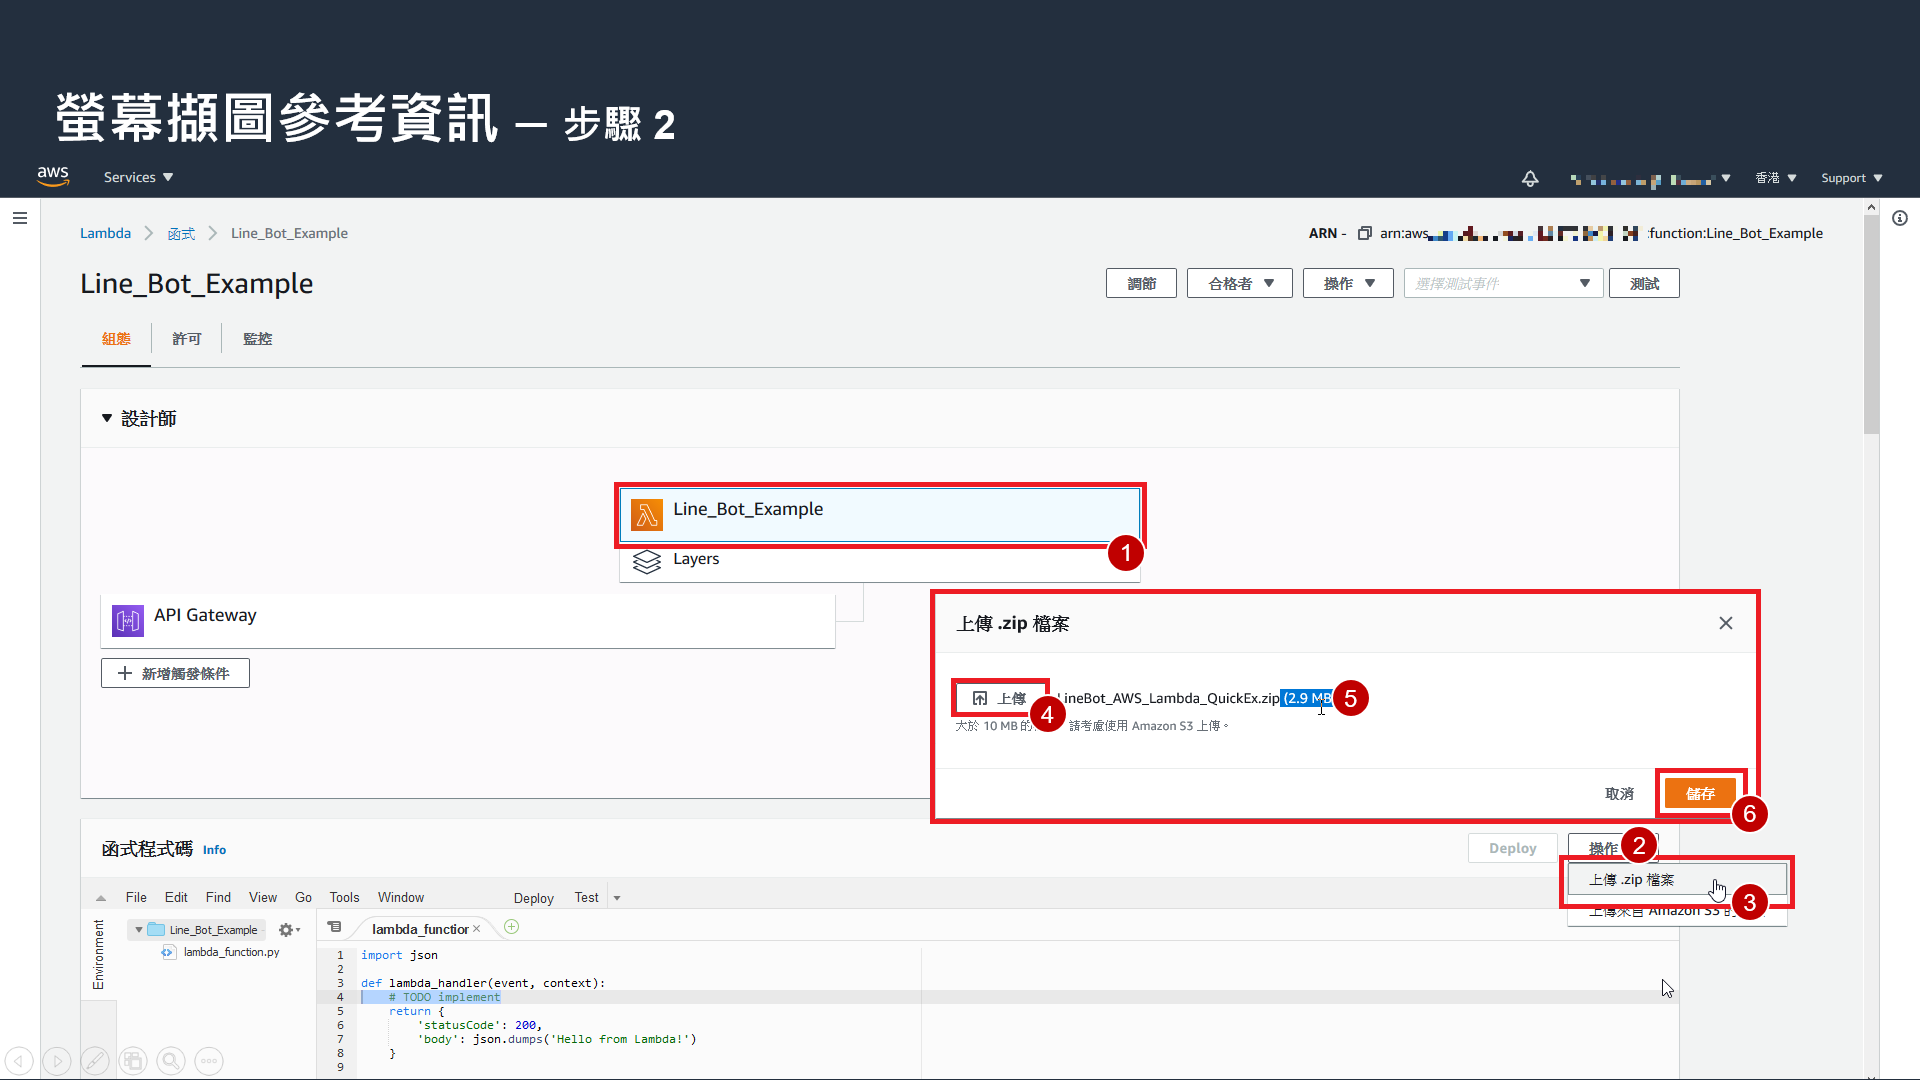 螢幕擷圖參考資訊 – 步驟 2
aws Services 香港 Support
Lambda 函式 Line_Bot_Example
ARN - arn:aws :function:Line_Bot_Example
Line_Bot_Example
調節 合格者 操作 選擇測試事件 測試
組態 許可 監控
設計師
Line_Bot_Example
1
Layers
API Gateway
新增觸發條件
上傳 .zip 檔案
上傳 LineBot_AWS_Lambda_QuickEx.zip (2.9 MB
4
5
大於 10 MB 的 請考慮使用 Amazon S3 上傳。
取消 儲存
6
函式程式碼 Info
Deploy 操作
2
上傳 .zip 檔案
3
上傳來自 Amazon S3 的
File Edit Find View Go Tools Window Deploy Test
Environment
Line_Bot_Example
lambda_function.py
lambda_function
1 import json
2
3 def lambda_handler(event, context):
4 # TODO implement
5 return {
6 'statusCode': 200,
7 'body': json.dumps('Hello from Lambda!')
8 }
9